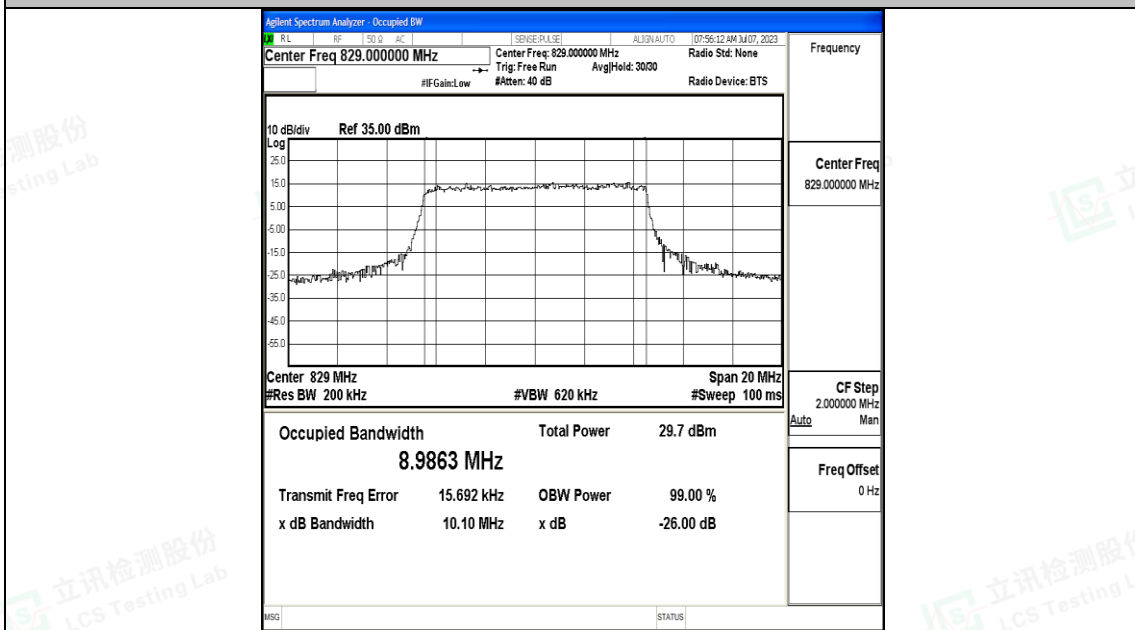 Agilent Spectrum Analyzer - Occupied BW
RL RF 50 Ω AC SENSE:PULSE ALIGN AUTO 07:56:12 AM Jul 07, 2023
Center Freq 829.000000 MHz
Center Freq: 829.000000 MHz Radio Std: None
Trig: Free Run Avg|Hold: 30/30
#IFGain:Low #Atten: 40 dB Radio Device: BTS
10 dB/div Ref 35.00 dBm
Log
25.0
15.0
5.00
-5.00
-15.0
-25.0
-35.0
-45.0
-55.0
Center 829 MHz Span 20 MHz
#Res BW 200 kHz #VBW 620 kHz #Sweep 100 ms
Occupied Bandwidth Total Power 29.7 dBm
8.9863 MHz
Transmit Freq Error 15.692 kHz OBW Power 99.00 %
x dB Bandwidth 10.10 MHz x dB -26.00 dB
MSG STATUS
Frequency
Center Freq
829.000000 MHz
CF Step
2.000000 MHz
Auto Man
Freq Offset
0 Hz
测股份
sting Lab
立讯检测股份
LCS Testing Lab
立讯检测股份
LCS Testing L